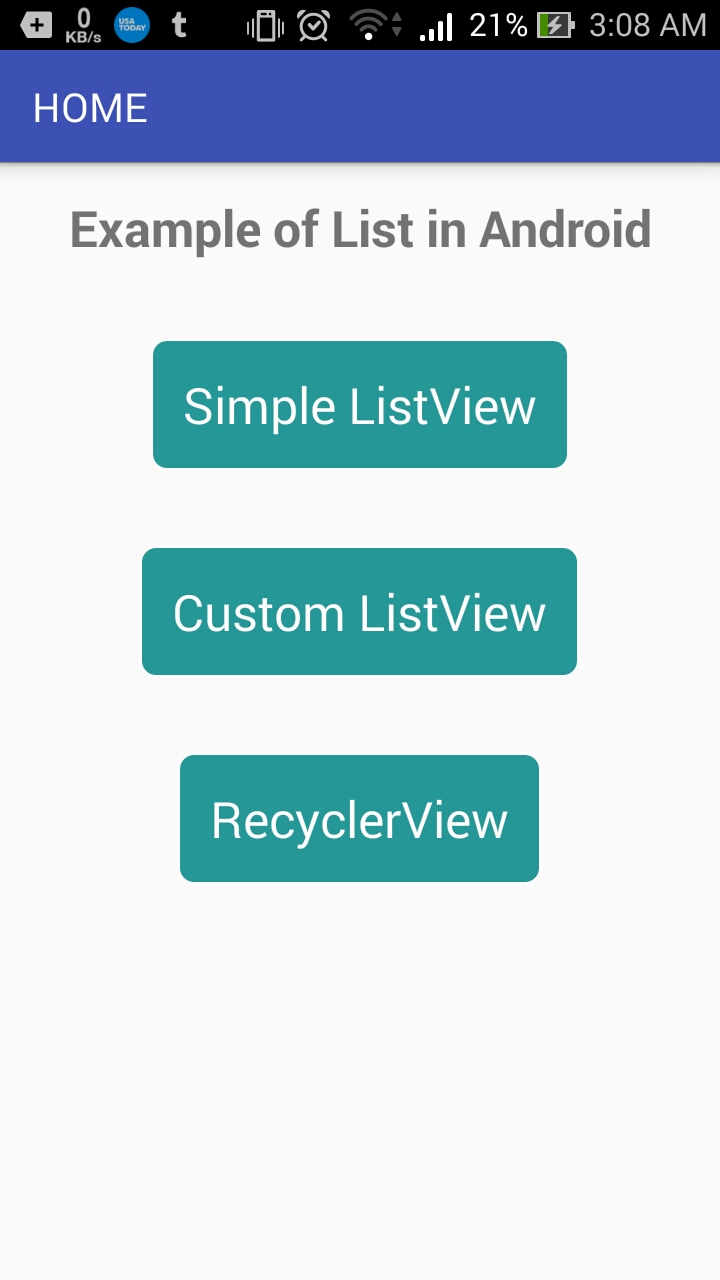 0 KB/s USA TODAY t 21% 3:08 AM
HOME
Example of List in Android
Simple ListView
Custom ListView
RecyclerView